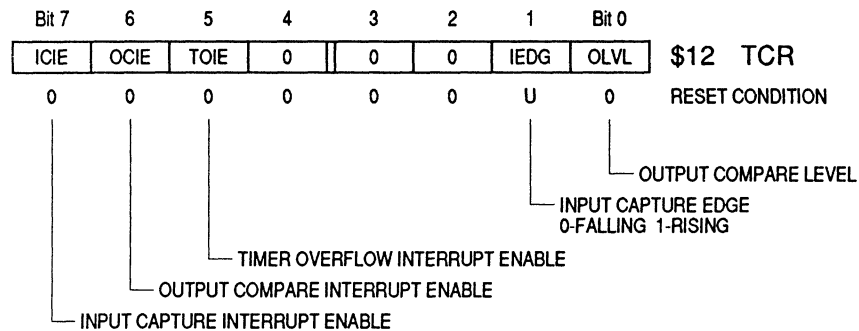 Bit 7 6 5 4 3 2 1 Bit 0
ICIE OCIE TOIE 0 0 0 IEDG OLVL $12 TCR
0 0 0 0 0 0 U 0 RESET CONDITION
OUTPUT COMPARE LEVEL
INPUT CAPTURE EDGE
0-FALLING 1-RISING
TIMER OVERFLOW INTERRUPT ENABLE
OUTPUT COMPARE INTERRUPT ENABLE
INPUT CAPTURE INTERRUPT ENABLE